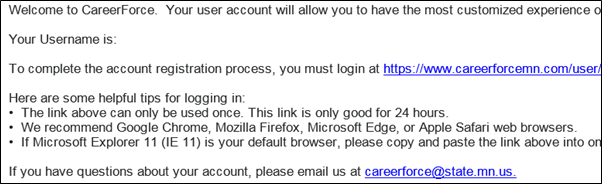 Welcome to CareerForce. Your user account will allow you to have the most customized experience o
Your Username is:
To complete the account registration process, you must login at https://www.careerforcemn.com/user/
Here are some helpful tips for logging in:
• The link above can only be used once. This link is only good for 24 hours.
• We recommend Google Chrome, Mozilla Firefox, Microsoft Edge, or Apple Safari web browsers.
• If Microsoft Explorer 11 (IE 11) is your default browser, please copy and paste the link above into on
If you have questions about your account, please email us at careerforce@state.mn.us.